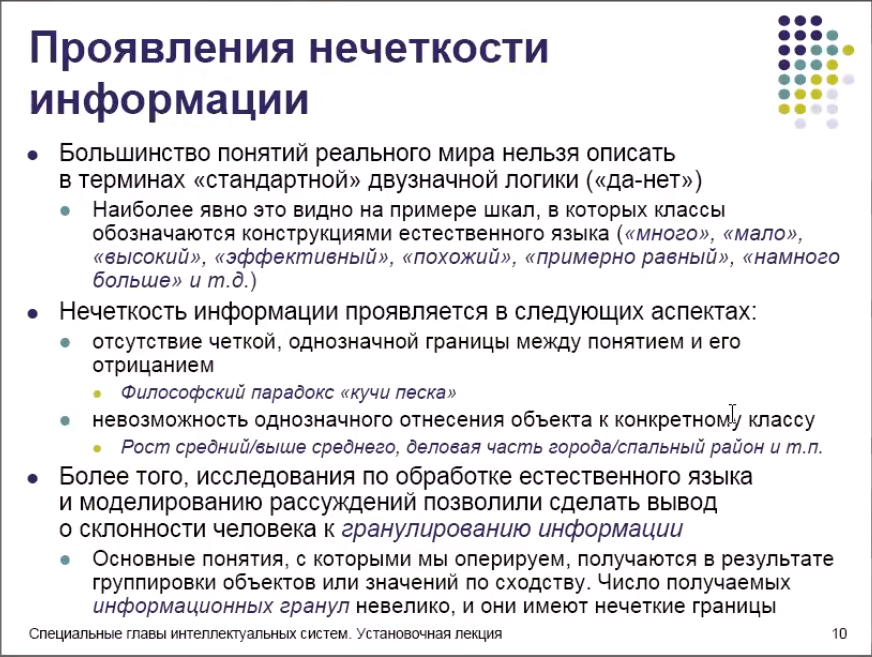 Проявления нечеткости
информации
Большинство понятий реального мира нельзя описать
в терминах «стандартной» двузначной логики («да-нет»)
Наиболее явно это видно на примере шкал, в которых классы
обозначаются конструкциями естественного языка («много», «мало»,
«высокий», «эффективный», «похожий», «примерно равный», «намного
больше» и т.д.)
Нечеткость информации проявляется в следующих аспектах:
отсутствие четкой, однозначной границы между понятием и его
отрицанием
Философский парадокс «кучи песка»
невозможность однозначного отнесения объекта к конкретному классу
Рост средний/выше среднего, деловая часть города/спальный район и т.п.
Более того, исследования по обработке естественного языка
и моделированию рассуждений позволили сделать вывод
о склонности человека к гранулированию информации
Основные понятия, с которыми мы оперируем, получаются в результате
группировки объектов или значений по сходству. Число получаемых
информационных гранул невелико, и они имеют нечеткие границы
Специальные главы интеллектуальных систем. Установочная лекция 10